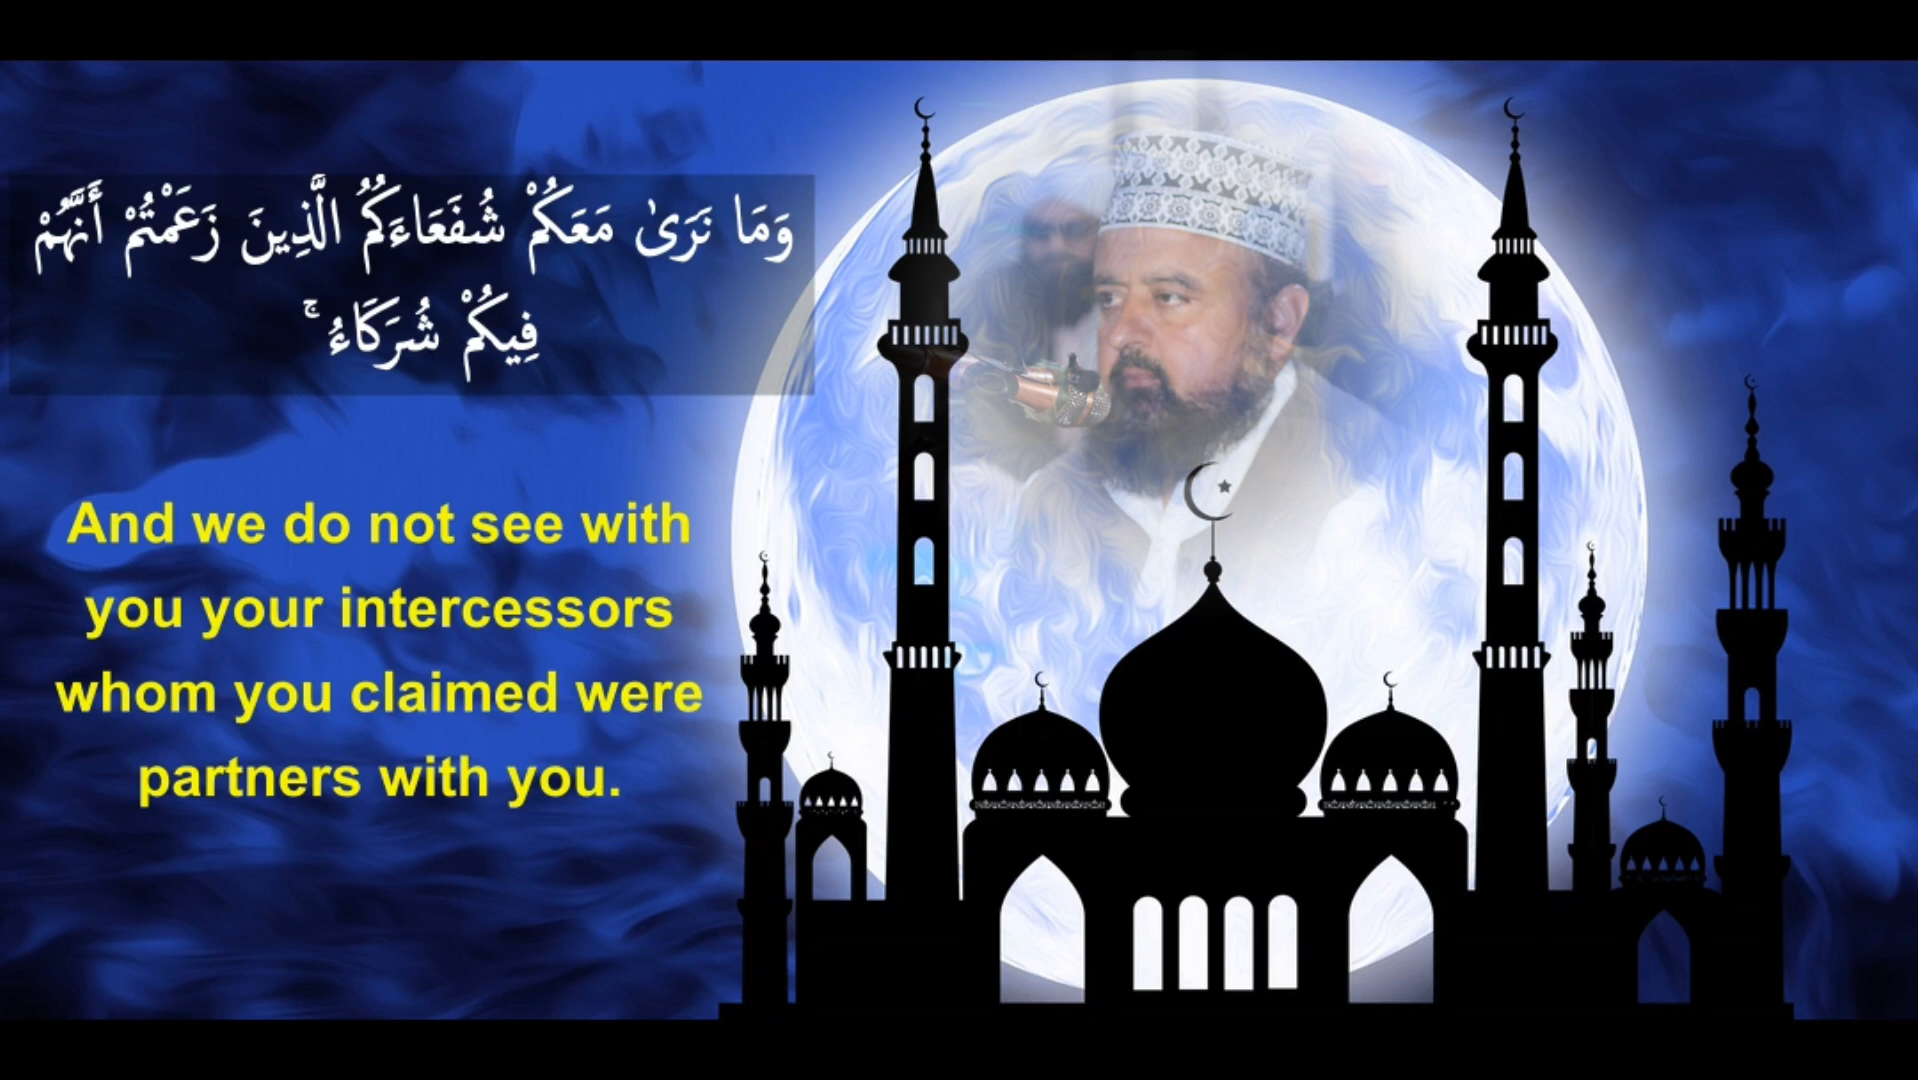 وَمَا نَرَىٰ مَعَكُمْ شُفَعَاءَكُمُ الَّذِينَ زَعَمْتُمْ أَنَّهُمْ
فِيكُمْ شُرَكَاءُ ۚ
And we do not see with
you your intercessors
whom you claimed were
partners with you.